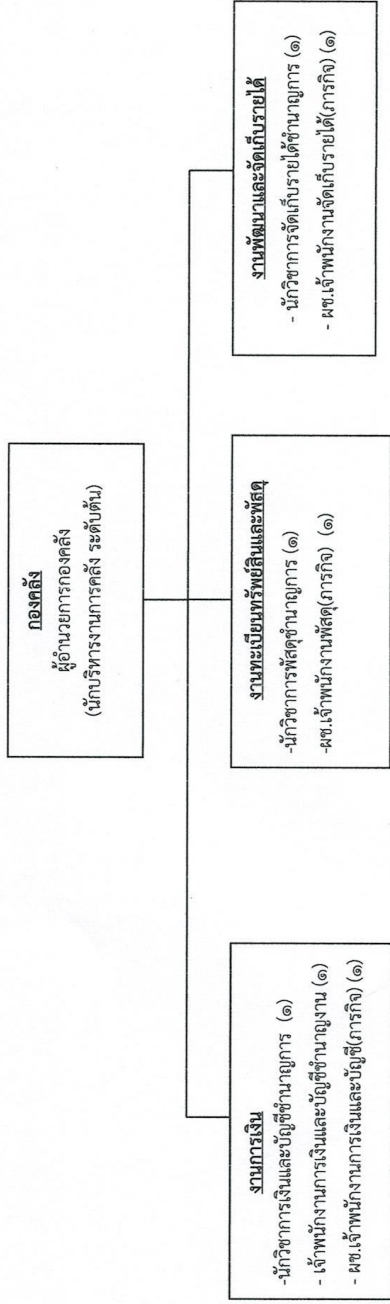 กองคลัง
ผู้อำนวยการกองคลัง
(นักบริหารงานการคลัง ระดับต้น)
งานการเงิน
-นักวิชาการเงินและบัญชีชำนาญการ (๑)
- เจ้าพนักงานการเงินและบัญชีชำนาญงาน (๑)
- ผช.เจ้าพนักงานการเงินและบัญชี(ภารกิจ) (๑)
งานทะเบียนทรัพย์สินและพัสดุ
-นักวิชาการพัสดุชำนาญการ (๑)
-ผช.เจ้าพนักงานพัสดุ(ภารกิจ) (๑)
งานพัฒนาและจัดเก็บรายได้
- นักวิชาการจัดเก็บรายได้ชำนาญการ (๑)
- ผช.เจ้าพนักงานจัดเก็บรายได้(ภารกิจ) (๑)